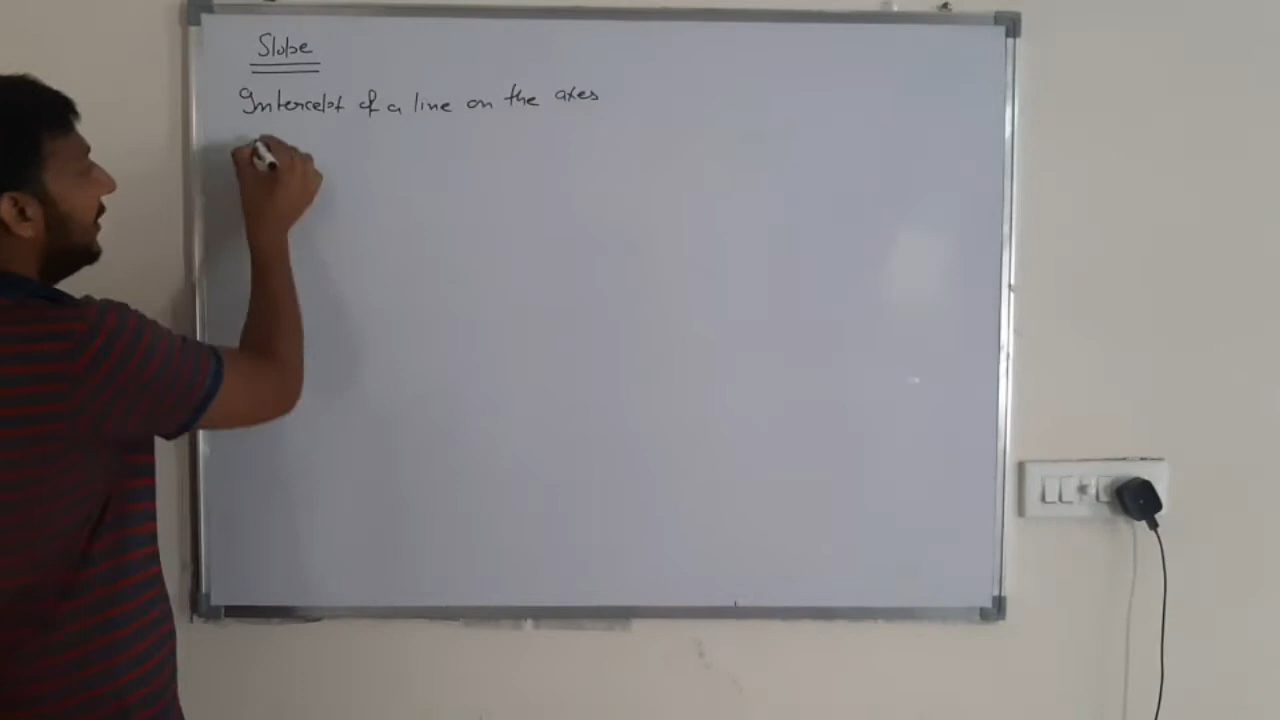 Slope
Intercept of a line on the axes